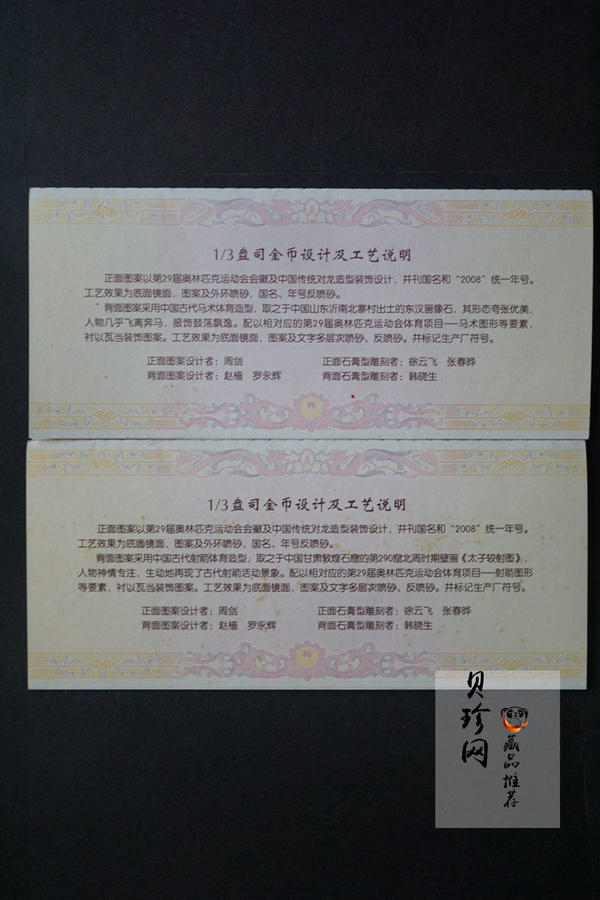 1/3盎司金币设计及工艺说明
正面图案以第29届奥林匹克运动会会徽及中国传统对龙造型装饰设计，并刊国名和“2008”统一年号。
工艺效果为底面镜面，图案及外环喷砂，国名、年号反喷砂。
背面图案采用中国古代马术体育造型，取之于中国山东沂南北寨村出土的东汉画像石，其形态夸张优美，
人物几乎飞离奔马，服饰鼓荡飘逸。配以相对应的第29届奥林匹克运动会体育项目——马术图形等要素，
衬以瓦当装饰图案。工艺效果为底面镜面，图案及文字多层次喷砂、反喷砂。并标记生产厂符号。
正面图案设计者：周剑 正面石膏型雕刻者：徐云飞 张春晔
背面图案设计者：赵樯 罗永辉 背面石膏型雕刻者：韩晓生
1/3盎司金币设计及工艺说明
正面图案以第29届奥林匹克运动会会徽及中国传统对龙造型装饰设计，并刊国名和“2008”统一年号。
工艺效果为底面镜面，图案及外环喷砂，国名、年号反喷砂。
背面图案采用中国古代射箭体育造型，取之于中国甘肃敦煌石窟的第290窟北周时期壁画《太子较射图》，
人物神情专注，生动地再现了古代射箭活动景象。配以相对应的第29届奥林匹克运动会体育项目——射箭图形
等要素，衬以瓦当装饰图案。工艺效果为底面镜面，图案及文字多层次喷砂、反喷砂。并标记生产厂符号。
正面图案设计者：周剑 正面石膏型雕刻者：徐云飞 张春晔
背面图案设计者：赵樯 罗永辉 背面石膏型雕刻者：韩晓生
贝珍网
藏品推荐